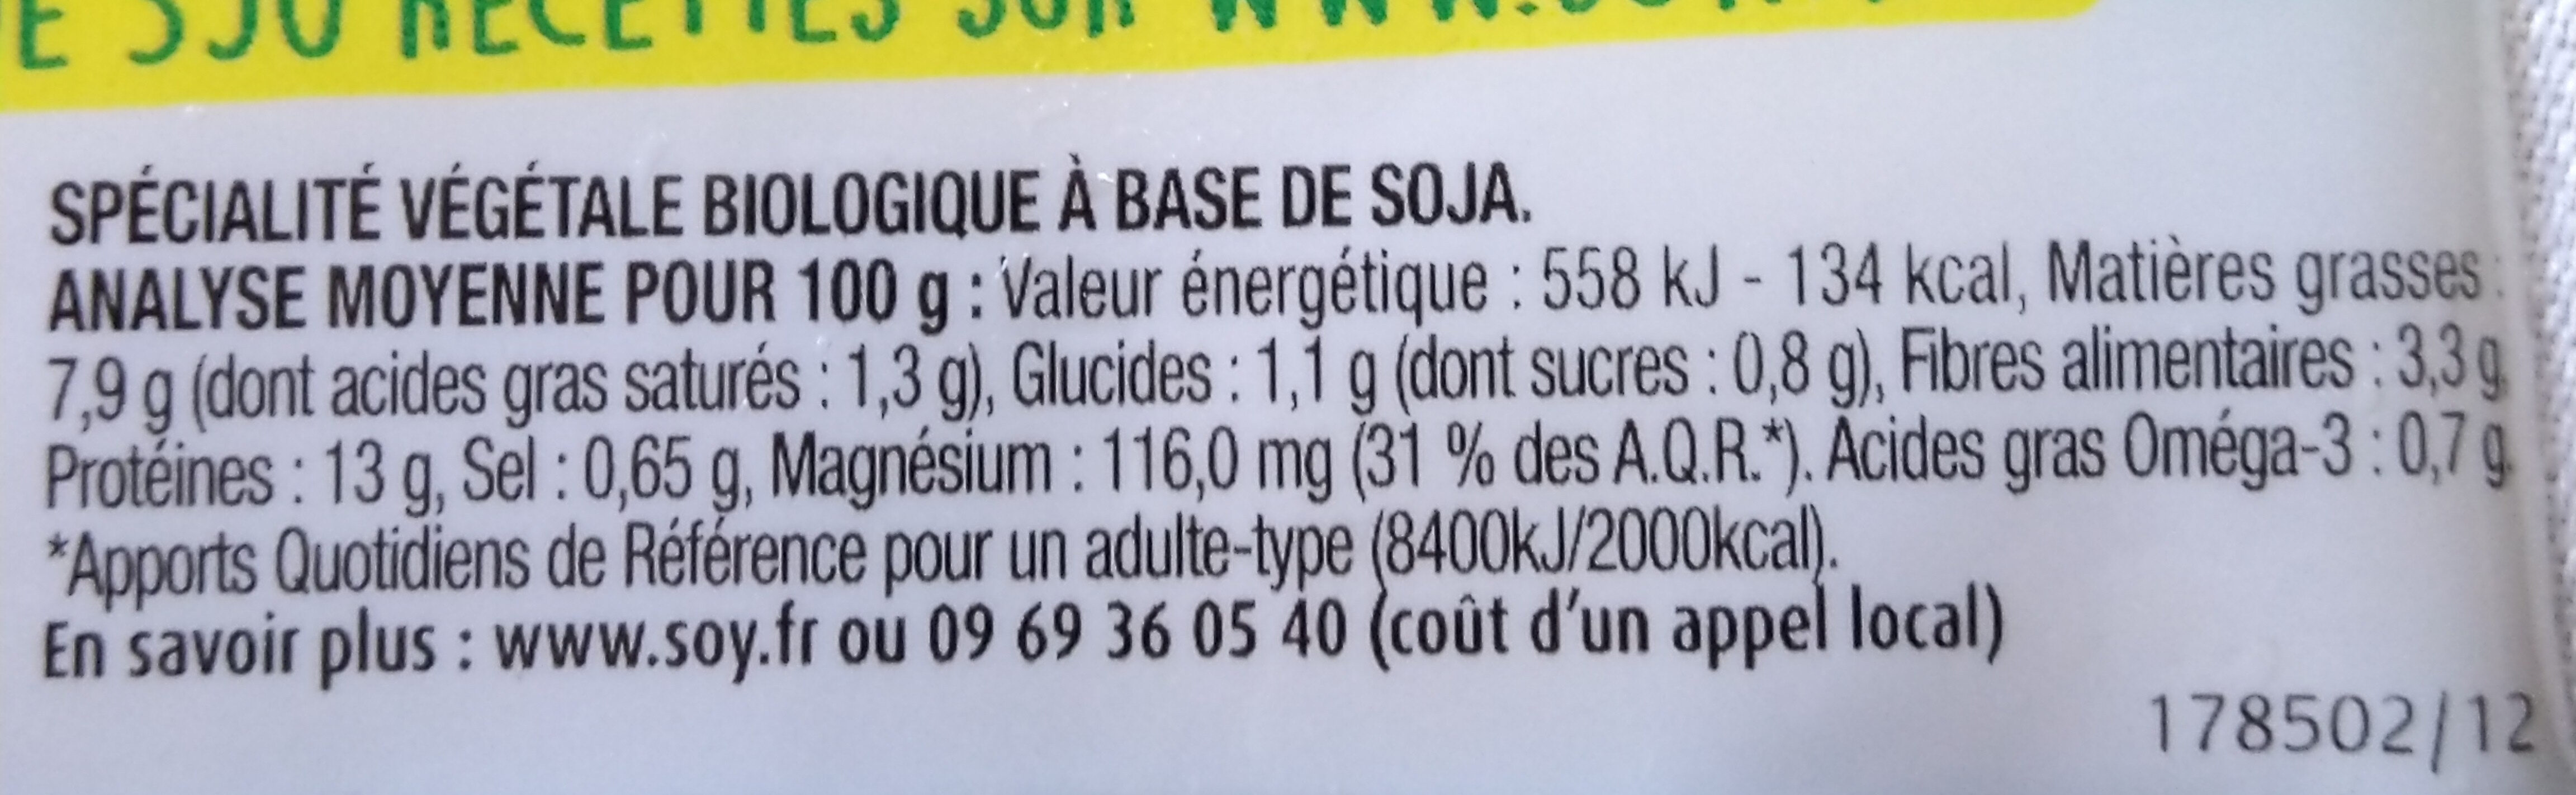 RECETTES SUR WWW.
SPÉCIALITÉ VÉGÉTALE BIOLOGIQUE À BASE DE SOJA.
ANALYSE MOYENNE POUR 100 g : Valeur énergétique : 558 kJ - 134 kcal, Matières grasses :
7,9 g (dont acides gras saturés : 1,3 g), Glucides : 1,1 g (dont sucres : 0,8 g), Fibres alimentaires : 3,3 g,
Protéines : 13 g, Sel : 0,65 g, Magnésium : 116,0 mg (31 % des A.Q.R.*). Acides gras Oméga-3 : 0,7 g.
*Apports Quotidiens de Référence pour un adulte-type (8400kJ/2000kcal).
En savoir plus : www.soy.fr ou 09 69 36 05 40 (coût d'un appel local)
178502/12